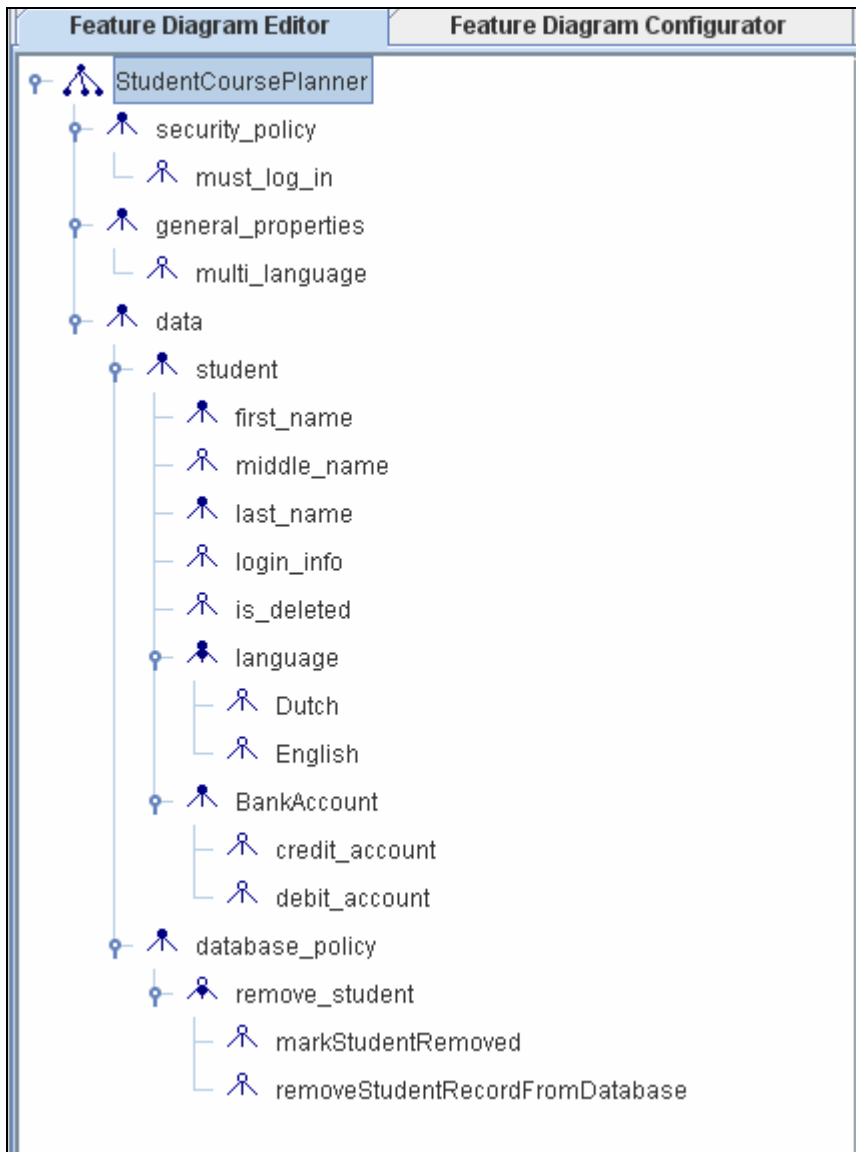 Feature Diagram Editor Feature Diagram Configurator
StudentCoursePlanner
security_policy
must_log_in
general_properties
multi_language
data
student
first_name
middle_name
last_name
login_info
is_deleted
language
Dutch
English
BankAccount
credit_account
debit_account
database_policy
remove_student
markStudentRemoved
removeStudentRecordFromDatabase